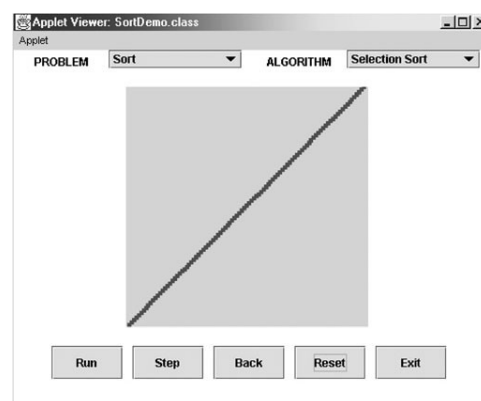 Applet Viewer: SortDemo.class
Applet
PROBLEM Sort ALGORITHM Selection Sort
Run Step Back Reset Exit